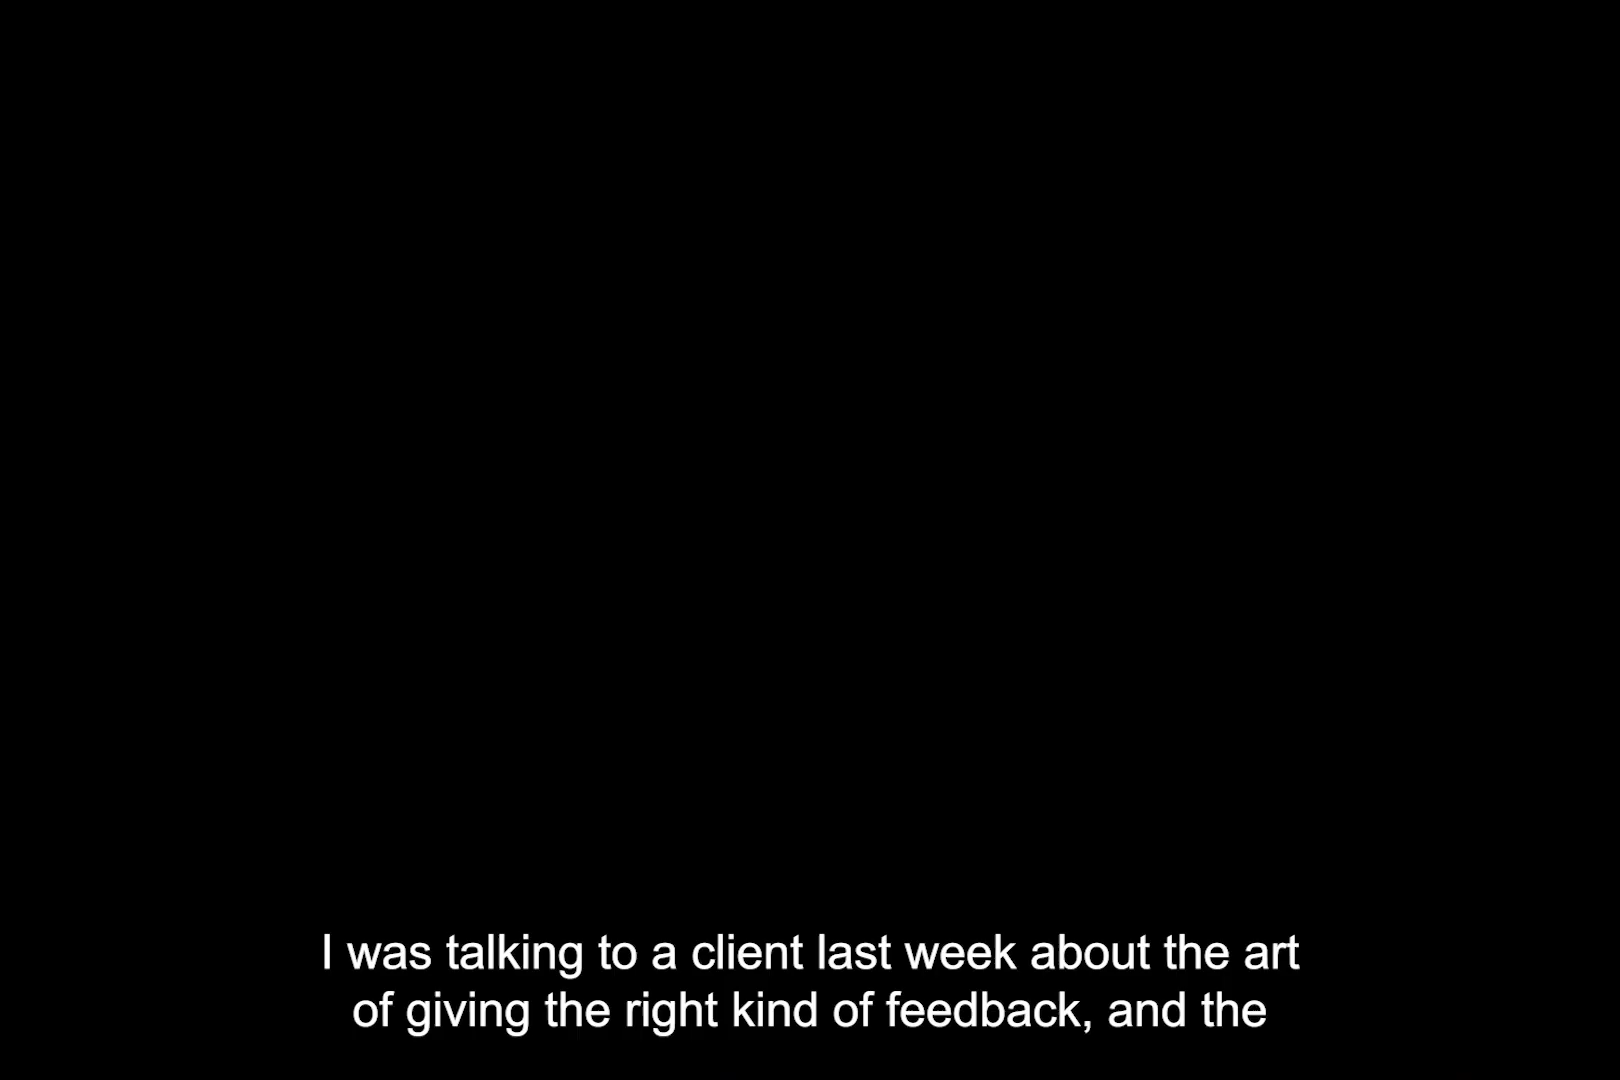 I was talking to a client last week about the art
of giving the right kind of feedback, and the